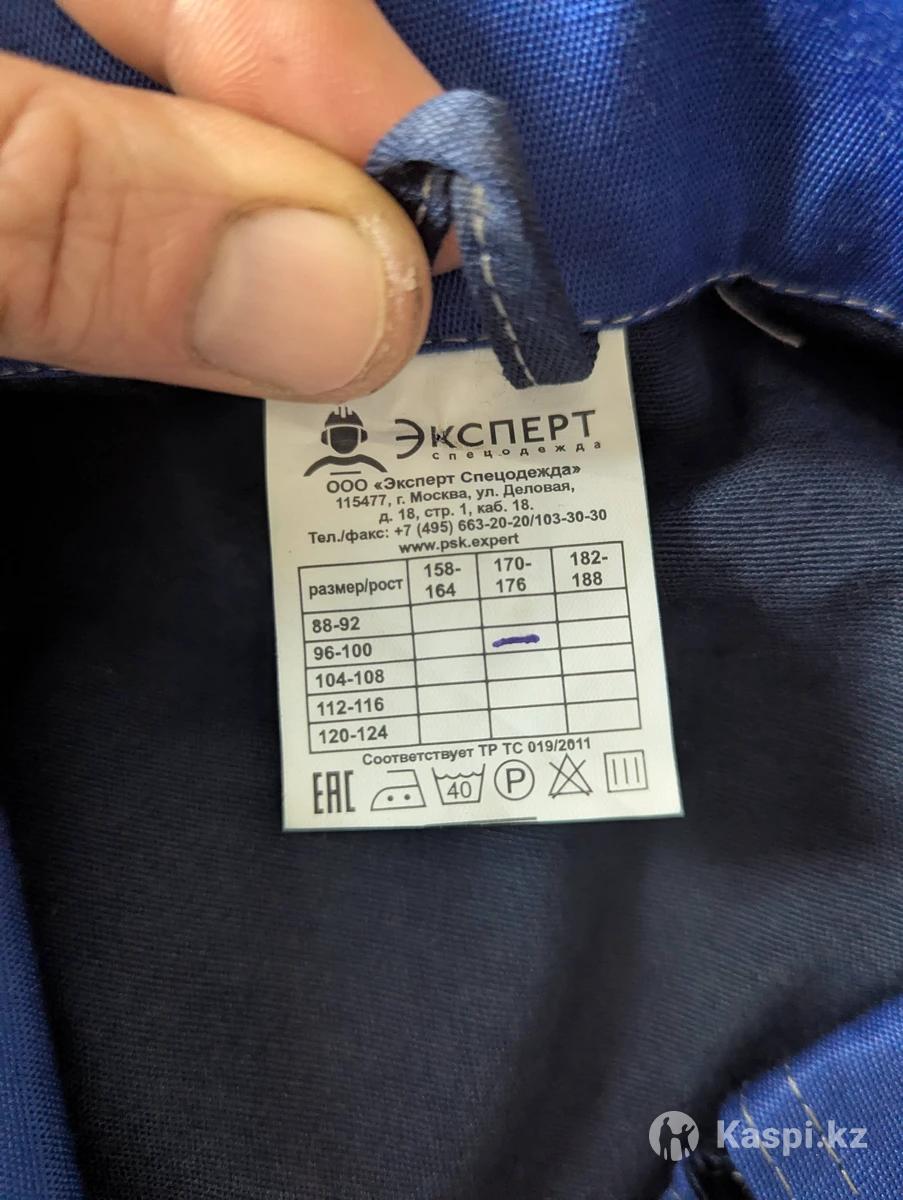 ЭКСПЕРТ
спецодежда
ООО «Эксперт Спецодежда»
115477, г. Москва, ул. Деловая,
д. 18, стр. 1, каб. 18.
Тел./факс: +7 (495) 663-20-20/103-30-30
www.psk.expert
размер/рост 158-164 170-176 182-188
88-92
96-100
104-108
112-116
120-124
Соответствует ТР ТС 019/2011
EAC 40 P
Kaspi.kz